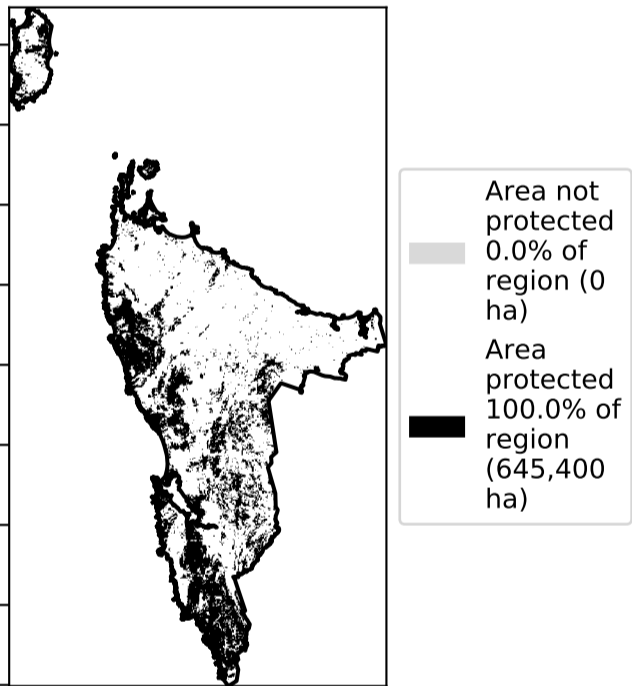 Area not
protected
0.0% of
region (0
ha)
Area
protected
100.0% of
region
(645,400
ha)